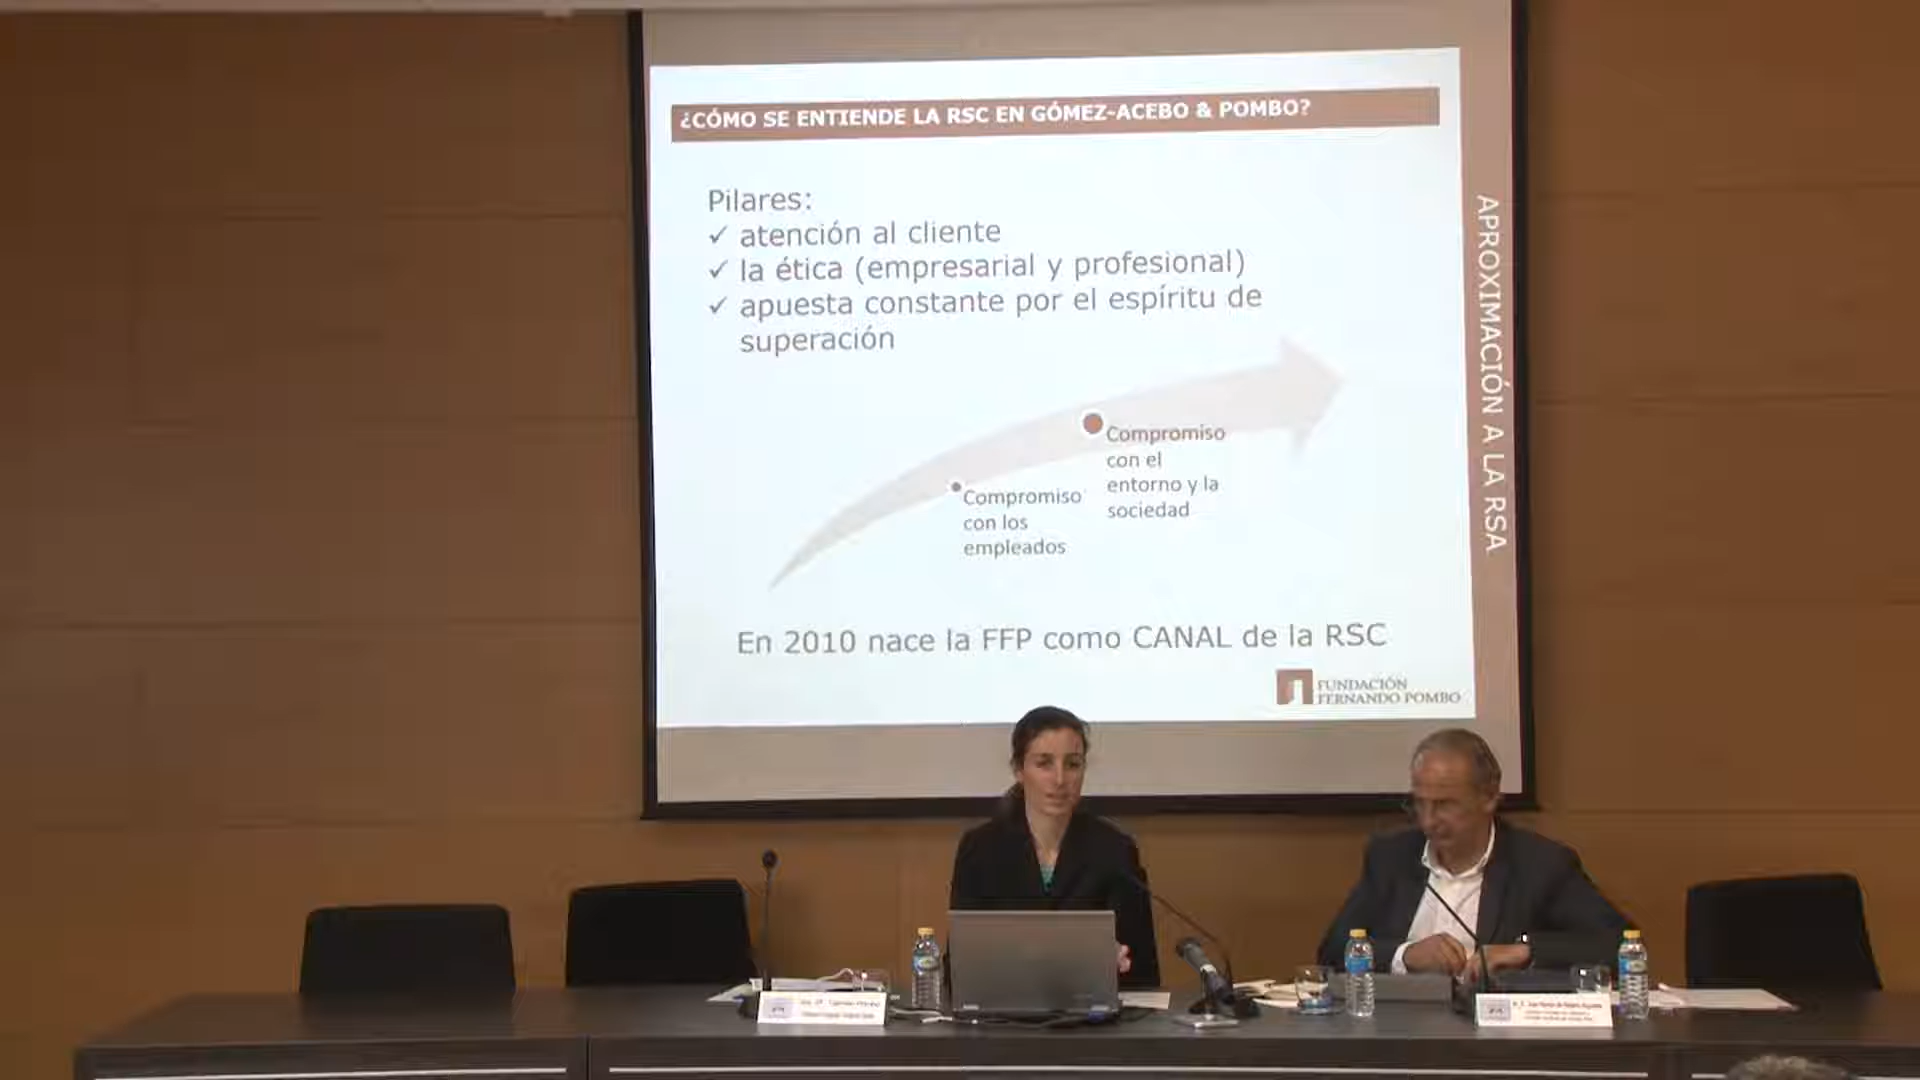 ¿CÓMO SE ENTIENDE LA RSC EN GÓMEZ-ACEBO & POMBO?
Pilares:
✓ atención al cliente
✓ la ética (empresarial y profesional)
✓ apuesta constante por el espíritu de
superación
Compromiso
con los
empleados
Compromiso
con el
entorno y la
sociedad
En 2010 nace la FFP como CANAL de la RSC
FUNDACIÓN
FERNANDO POMBO
APROXIMACIÓN A LA RSA